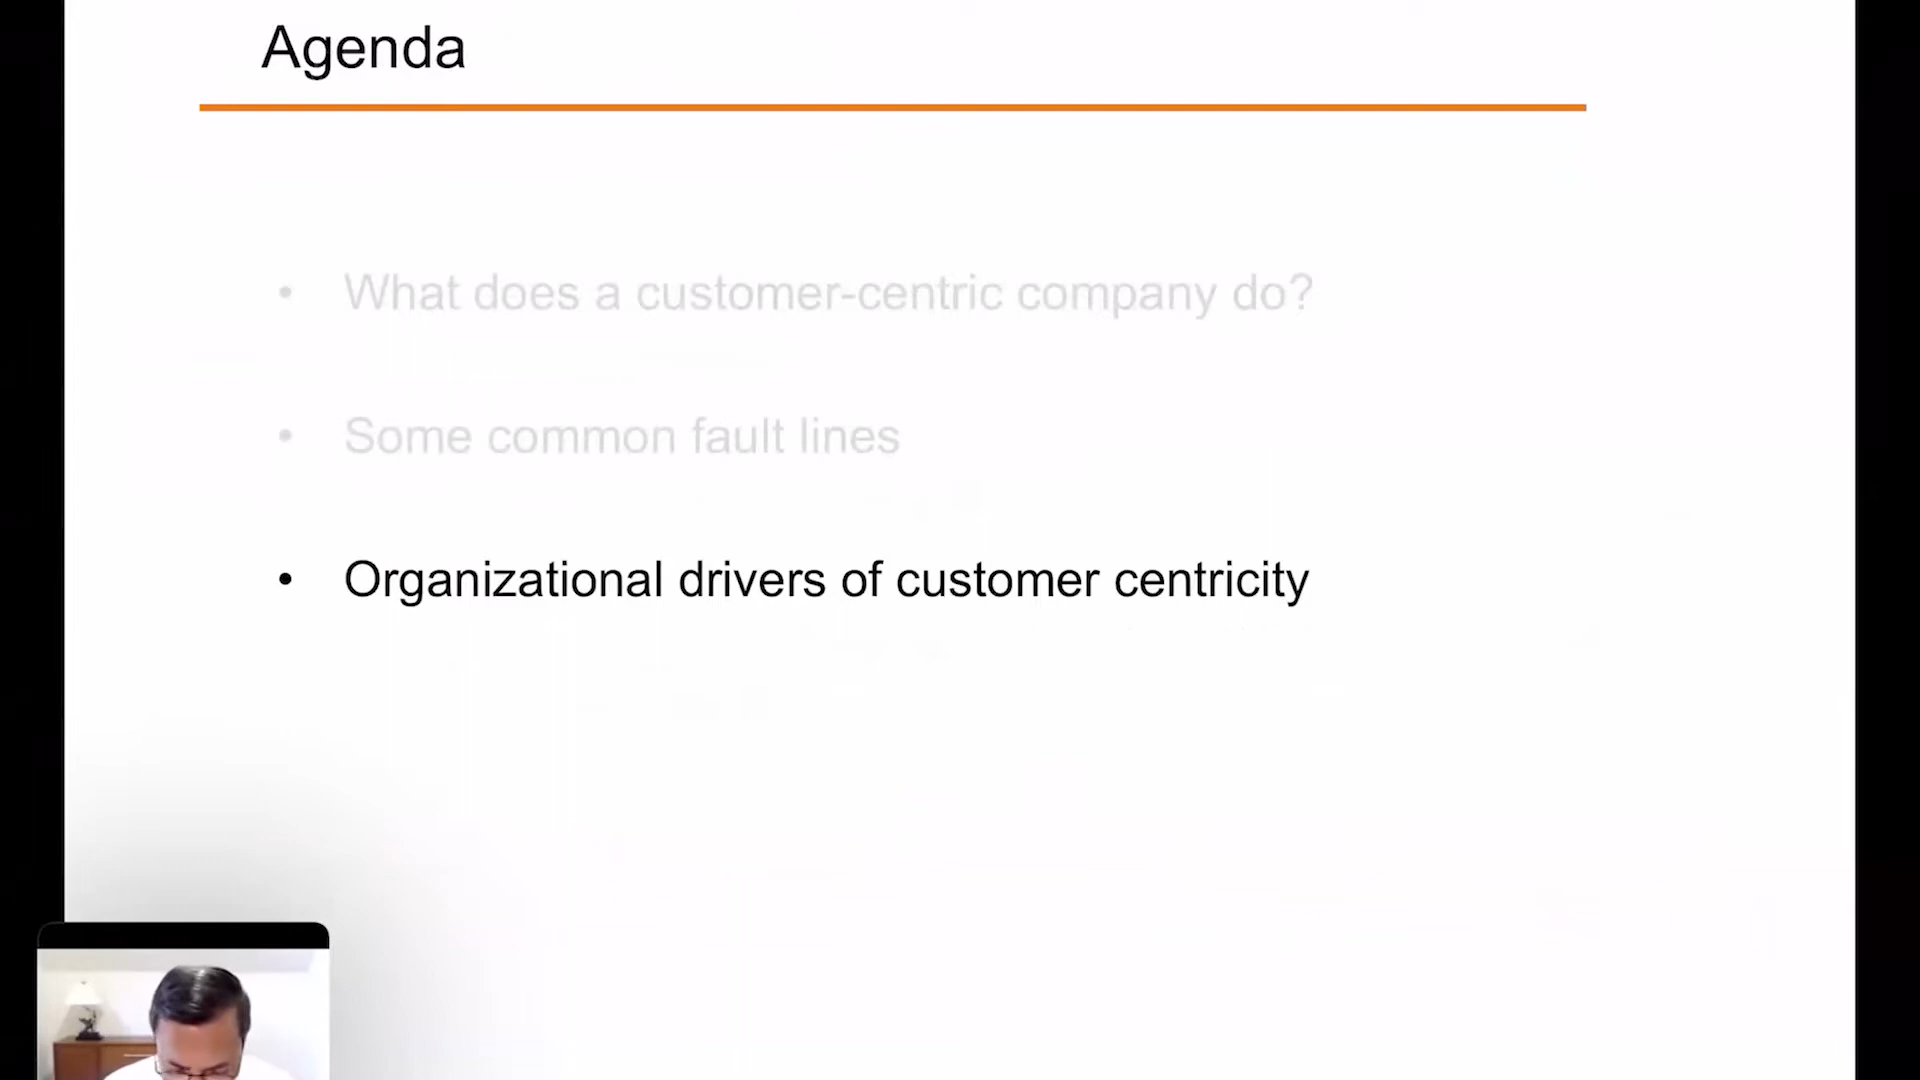 Agenda
• What does a customer-centric company do?
• Some common fault lines
• Organizational drivers of customer centricity